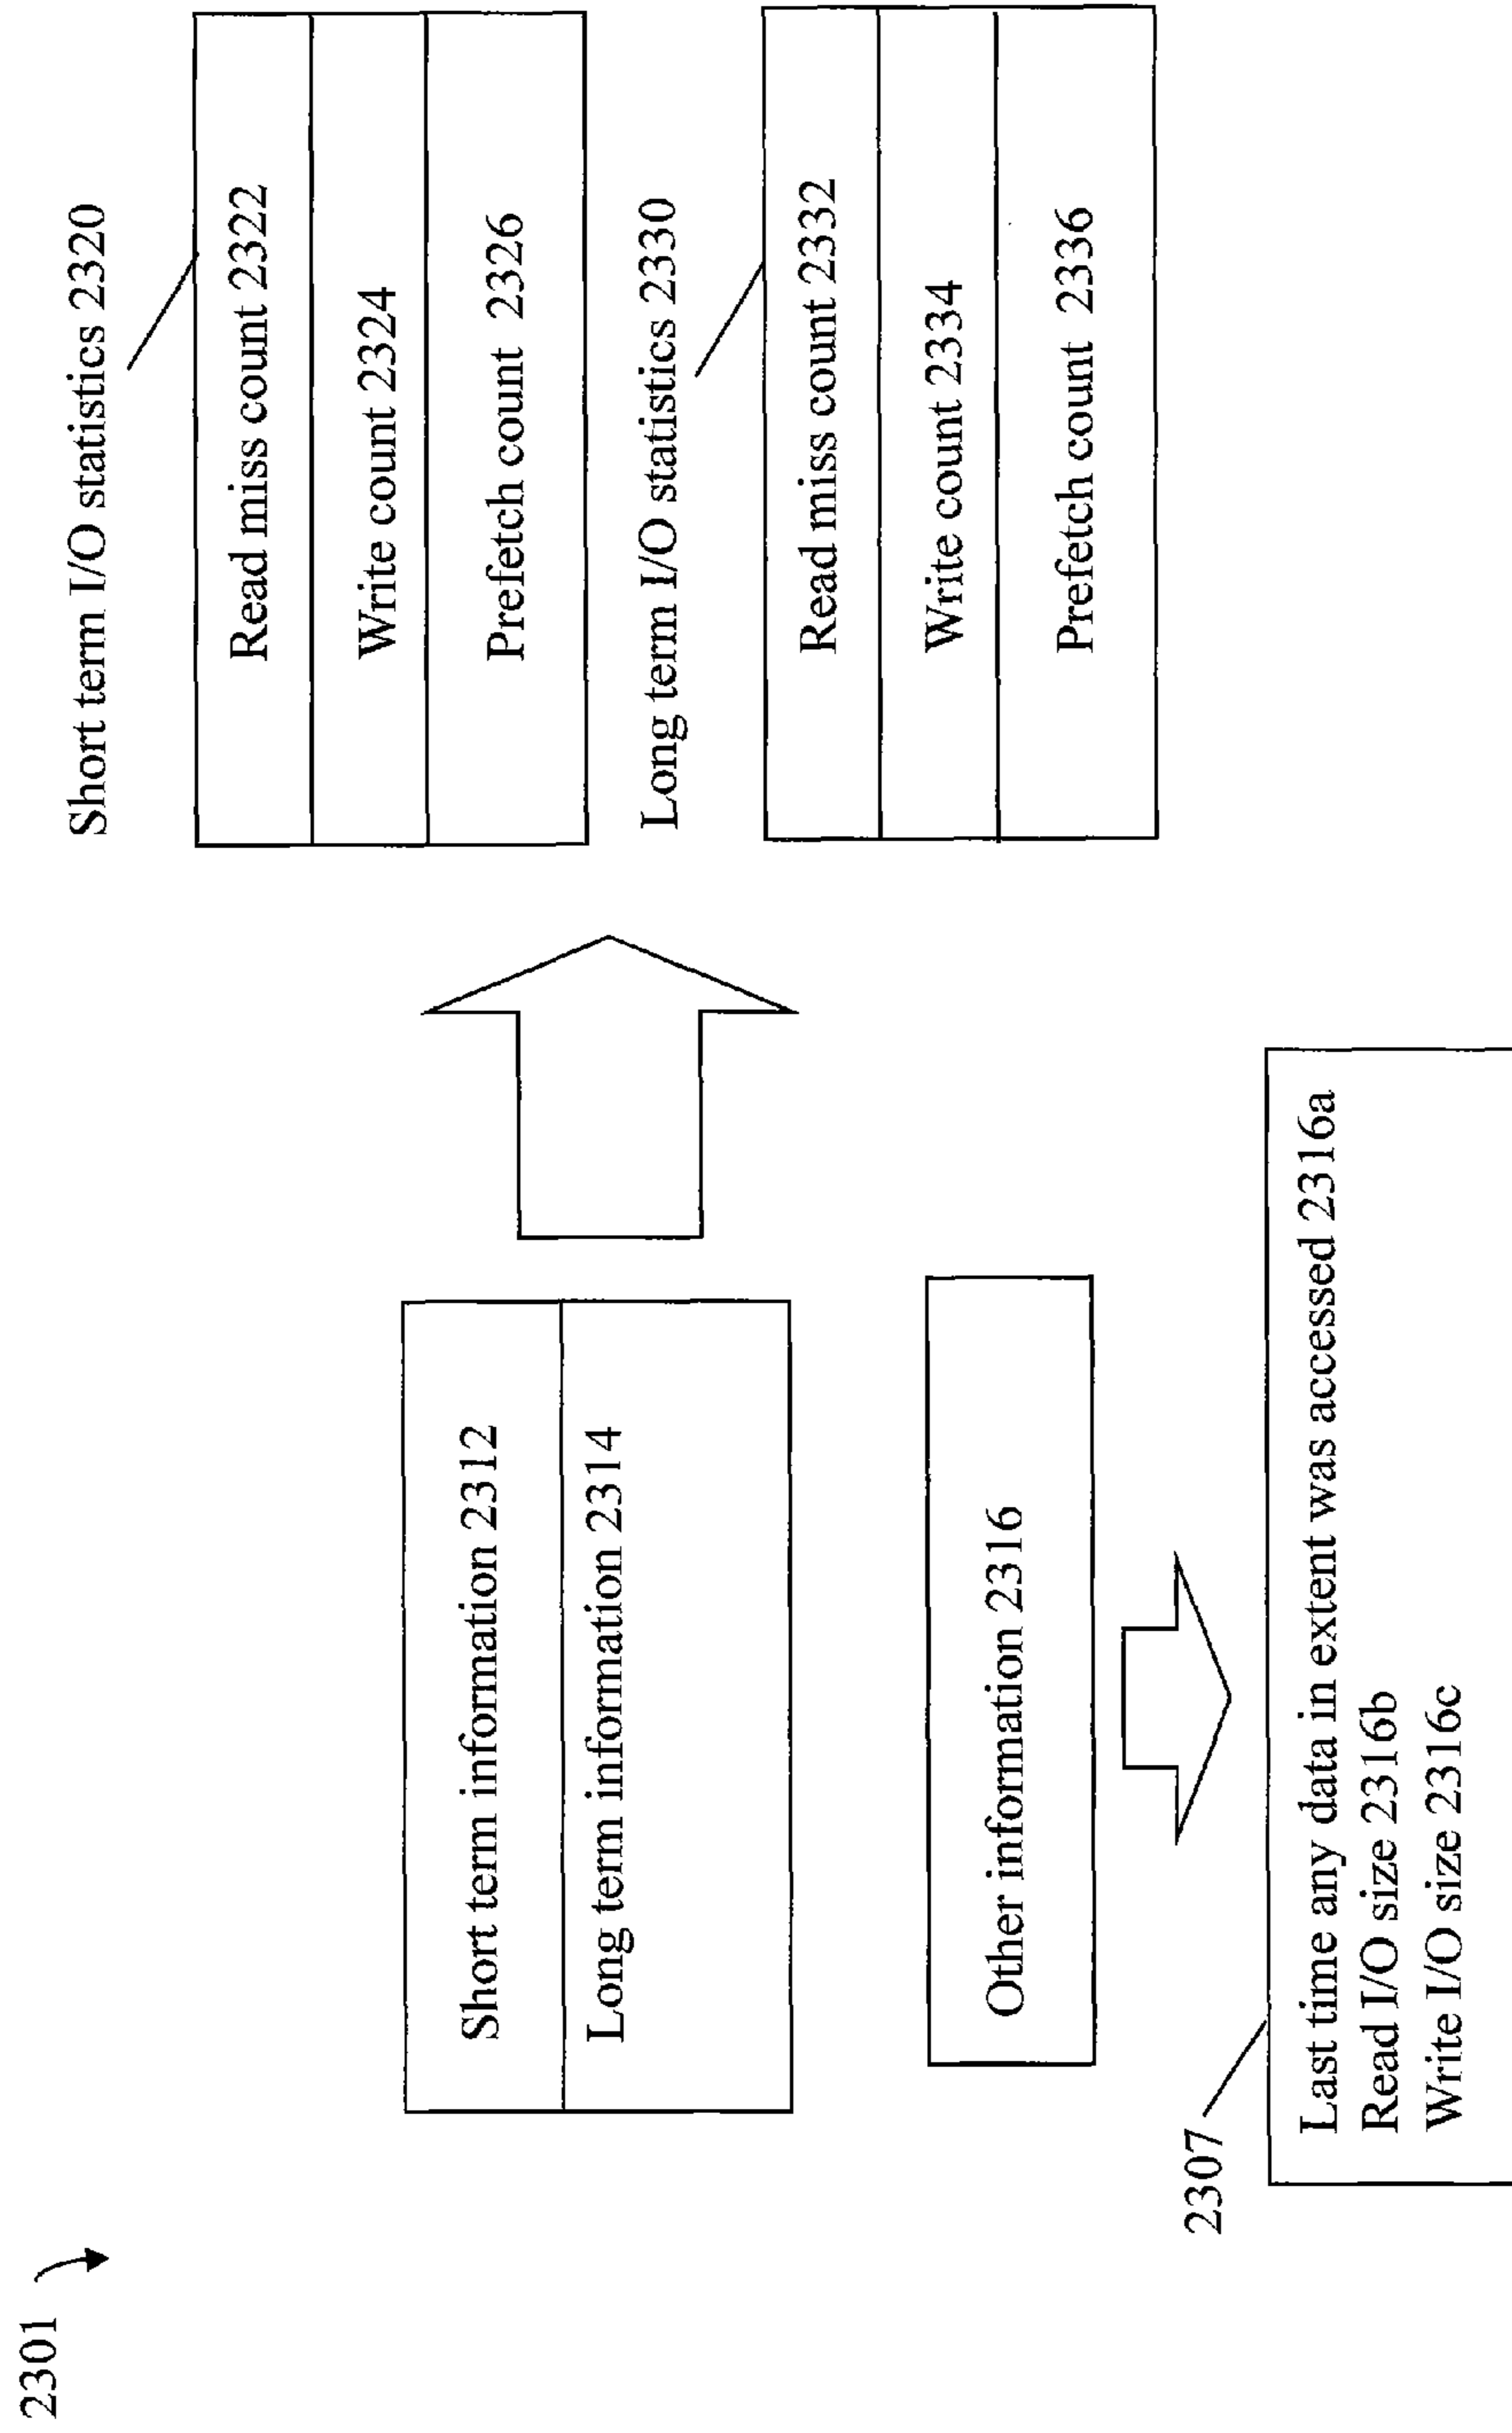 2301
Short term I/O statistics 2320
Read miss count 2322
Write count 2324
Prefetch count 2326
Short term information 2312
Long term information 2314
Long term I/O statistics 2330
Read miss count 2332
Write count 2334
Prefetch count 2336
Other information 2316
2307
Last time any data in extent was accessed 2316a
Read I/O size 2316b
Write I/O size 2316c